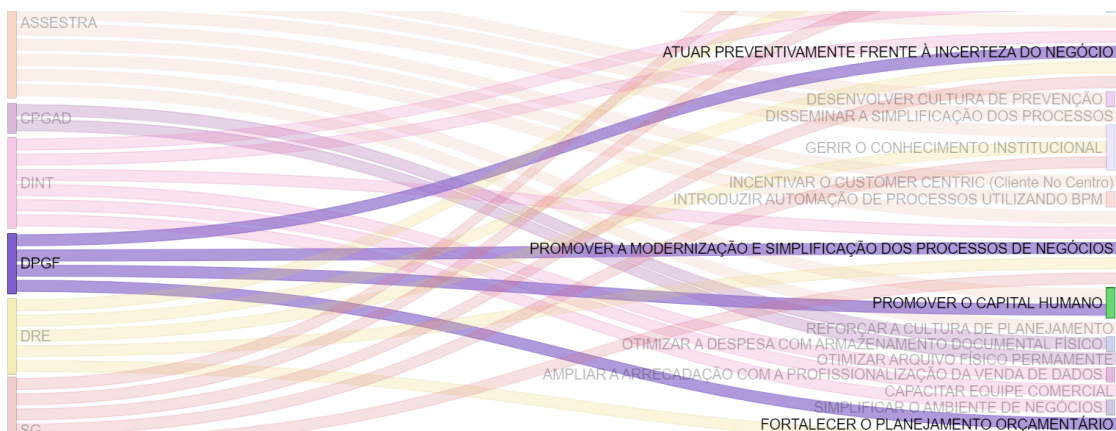 ASSESTRA
CPGAD
DINT
DPGF
DRE
SG
ATUAR PREVENTIVAMENTE FRENTE À INCERTEZA DO NEGÓCIO
DESENVOLVER CULTURA DE PREVENÇÃO
DISSEMINAR A SIMPLIFICAÇÃO DOS PROCESSOS
GERIR O CONHECIMENTO INSTITUCIONAL
INCENTIVAR O CUSTOMER CENTRIC (Cliente No Centro)
INTRODUZIR AUTOMAÇÃO DE PROCESSOS UTILIZANDO BPM
PROMOVER A MODERNIZAÇÃO E SIMPLIFICAÇÃO DOS PROCESSOS DE NEGÓCIOS
PROMOVER O CAPITAL HUMANO
REFORÇAR A CULTURA DE PLANEJAMENTO
OTIMIZAR A DESPESA COM ARMAZENAMENTO DOCUMENTAL FÍSICO
OTIMIZAR ARQUIVO FÍSICO PERMAMENTE
AMPLIAR A ARRECADAÇÃO COM A PROFISSIONALIZAÇÃO DA VENDA DE DADOS
CAPACITAR EQUIPE COMERCIAL
SIMPLIFICAR O AMBIENTE DE NEGÓCIOS
FORTALECER O PLANEJAMENTO ORÇAMENTÁRIO